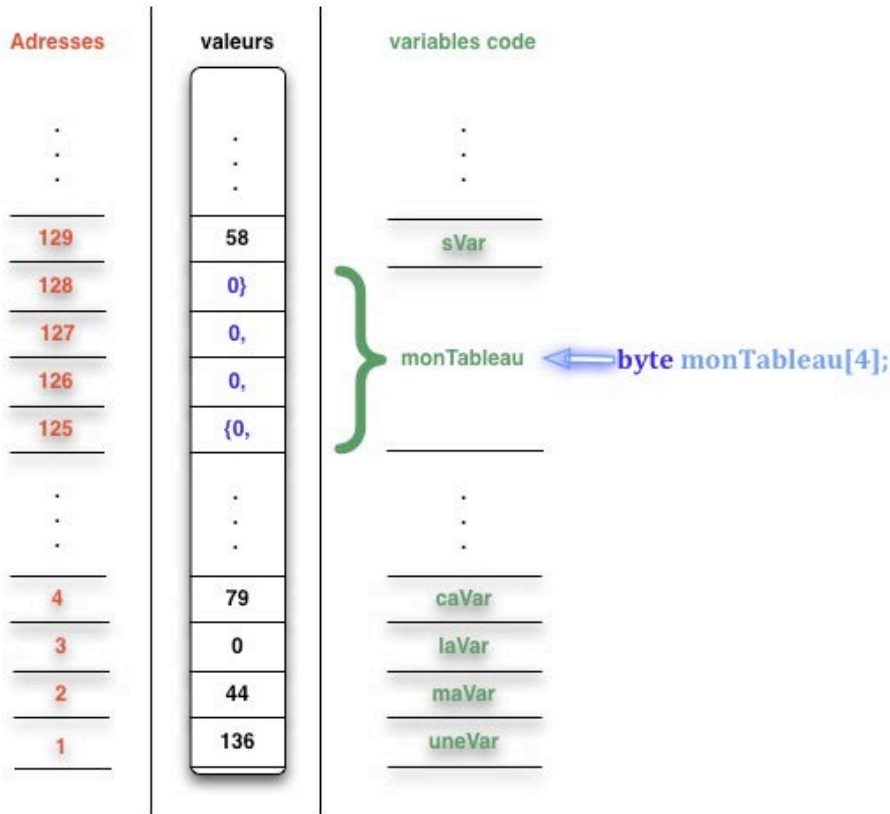 Adresses valeurs variables code
129 58 sVar
128 0}
127 0,
monTableau byte monTableau[4];
126 0,
125 {0,
4 79 caVar
3 0 laVar
2 44 maVar
1 136 uneVar